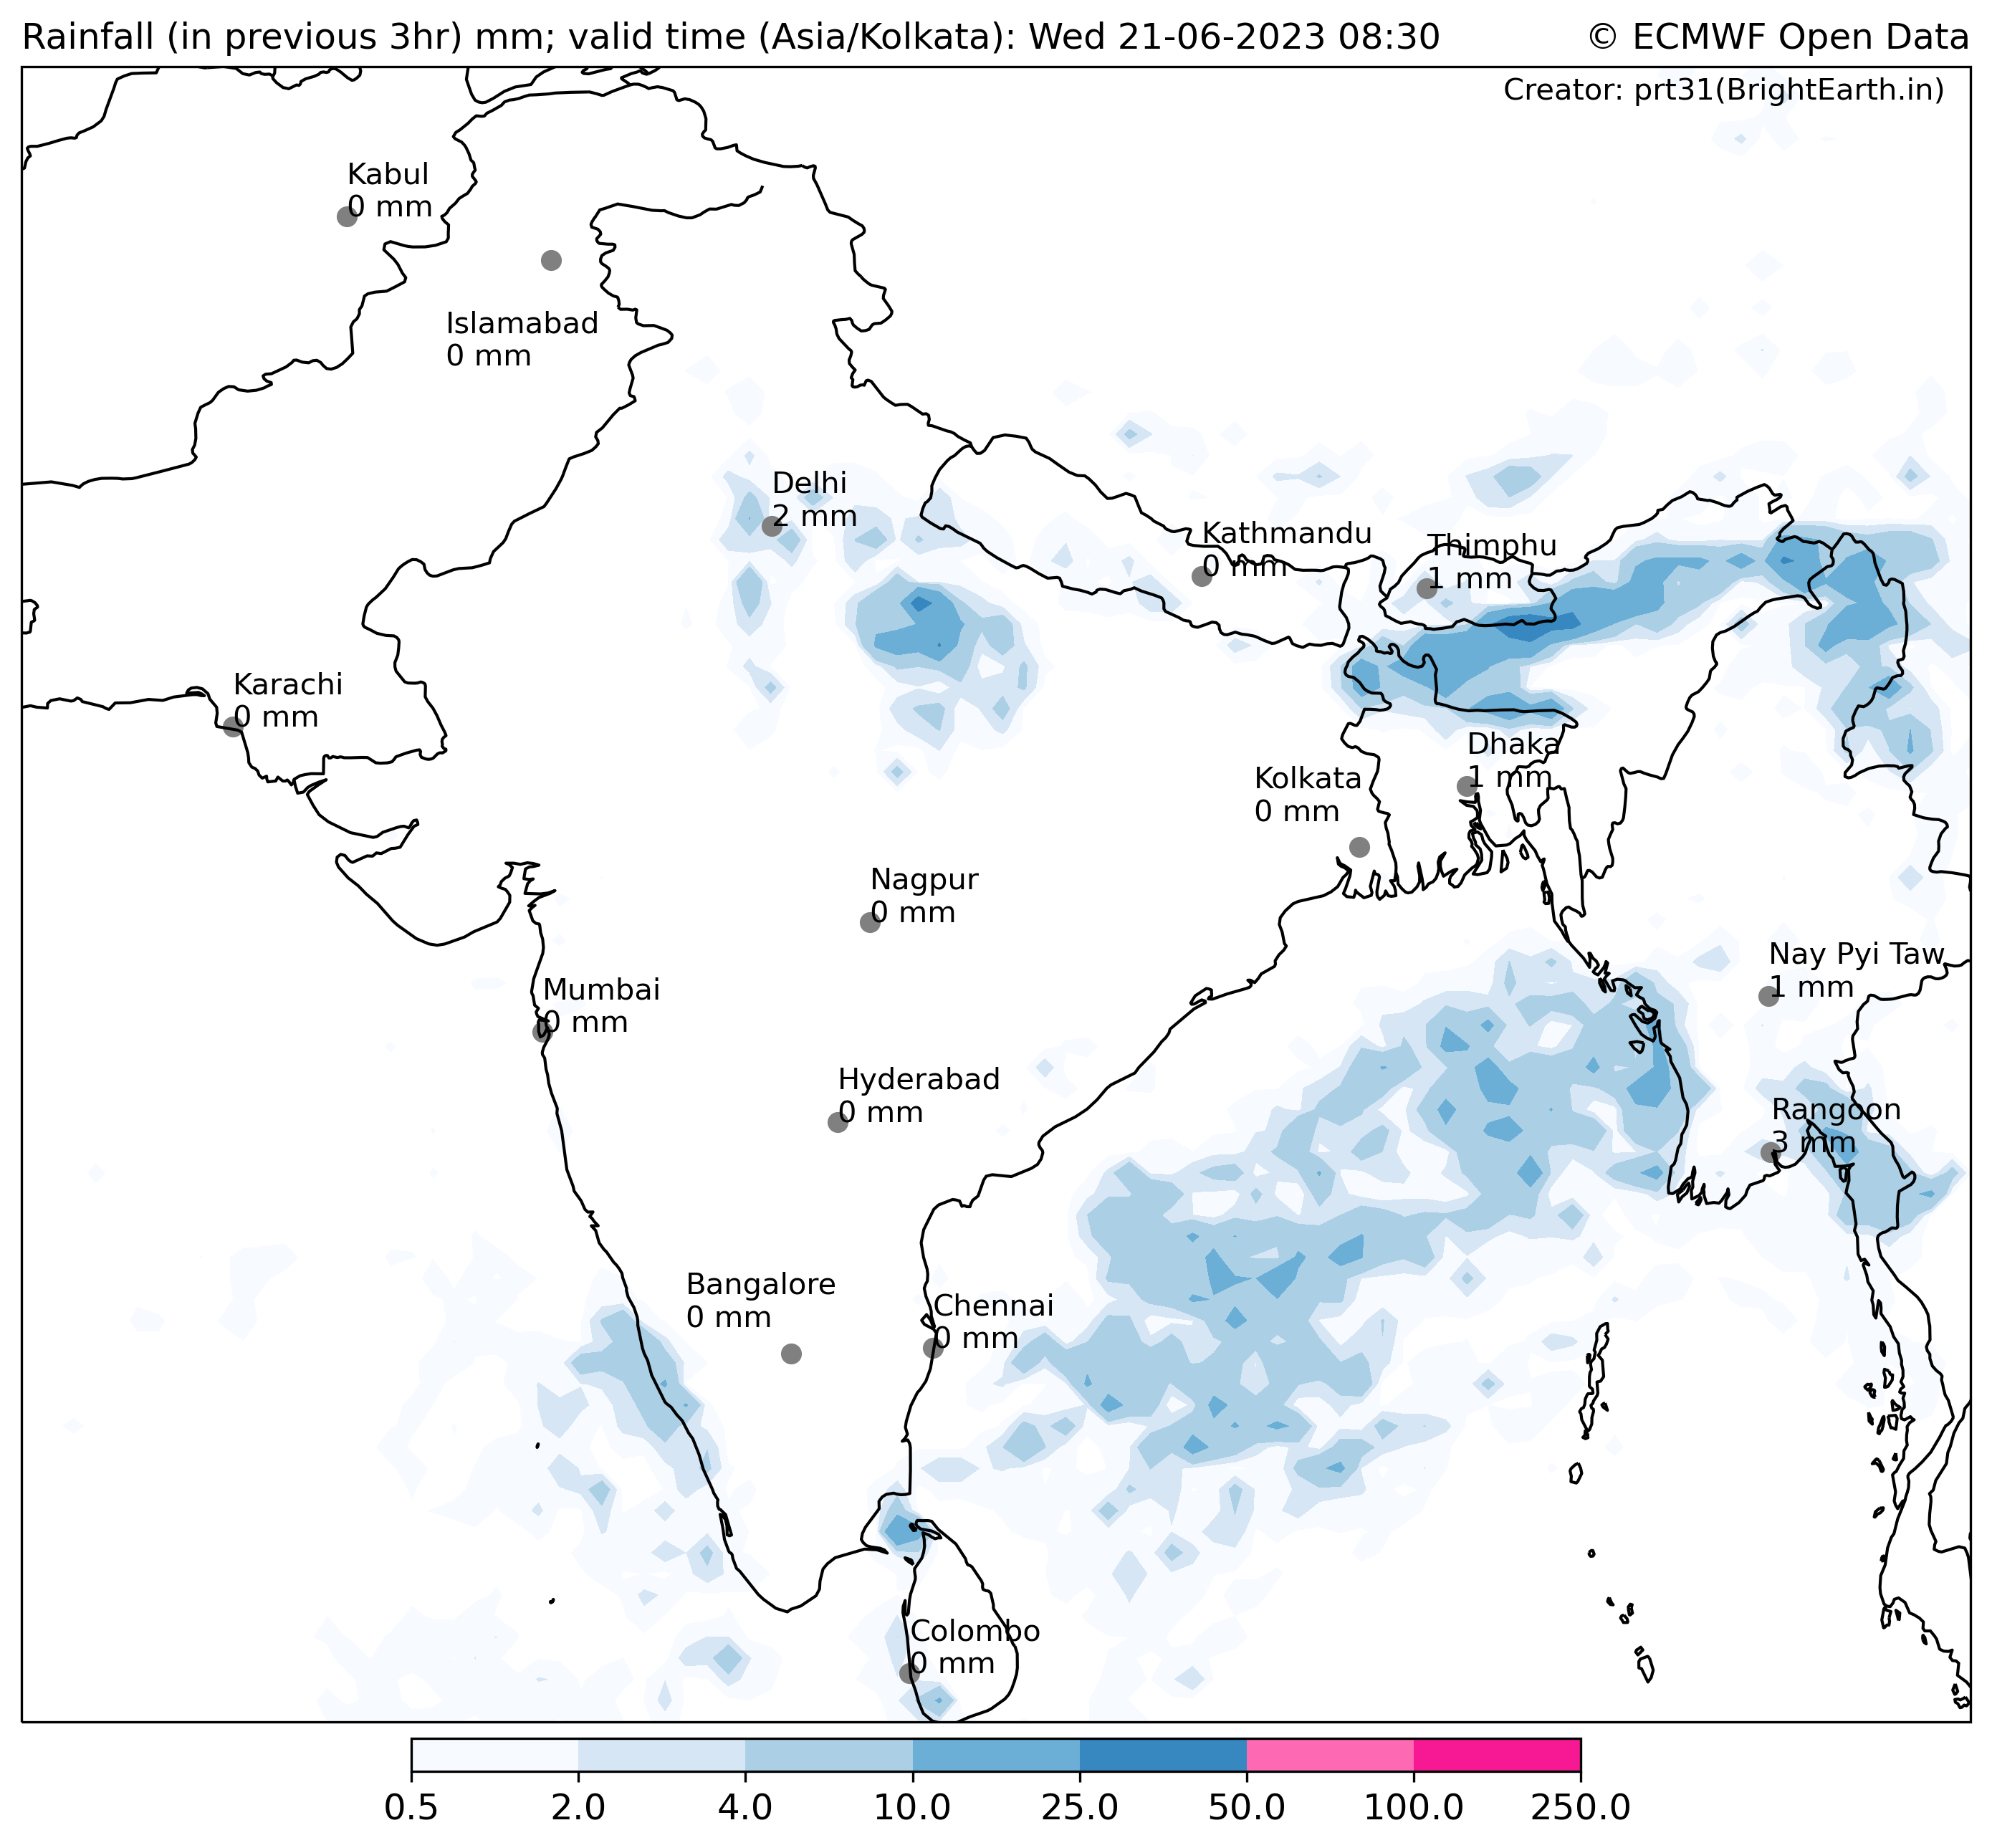 Rainfall (in previous 3hr) mm; valid time (Asia/Kolkata): Wed 21-06-2023 08:30
© ECMWF Open Data
Creator: prt31(BrightEarth.in)
Kabul
0 mm
Islamabad
0 mm
Delhi
2 mm
Kathmandu
0 mm
Thimphu
1 mm
Karachi
0 mm
Dhaka
1 mm
Kolkata
0 mm
Nagpur
0 mm
Nay Pyi Taw
1 mm
Mumbai
0 mm
Hyderabad
0 mm
Rangoon
3 mm
Bangalore
0 mm
Chennai
0 mm
Colombo
0 mm
0.5 2.0 4.0 10.0 25.0 50.0 100.0 250.0